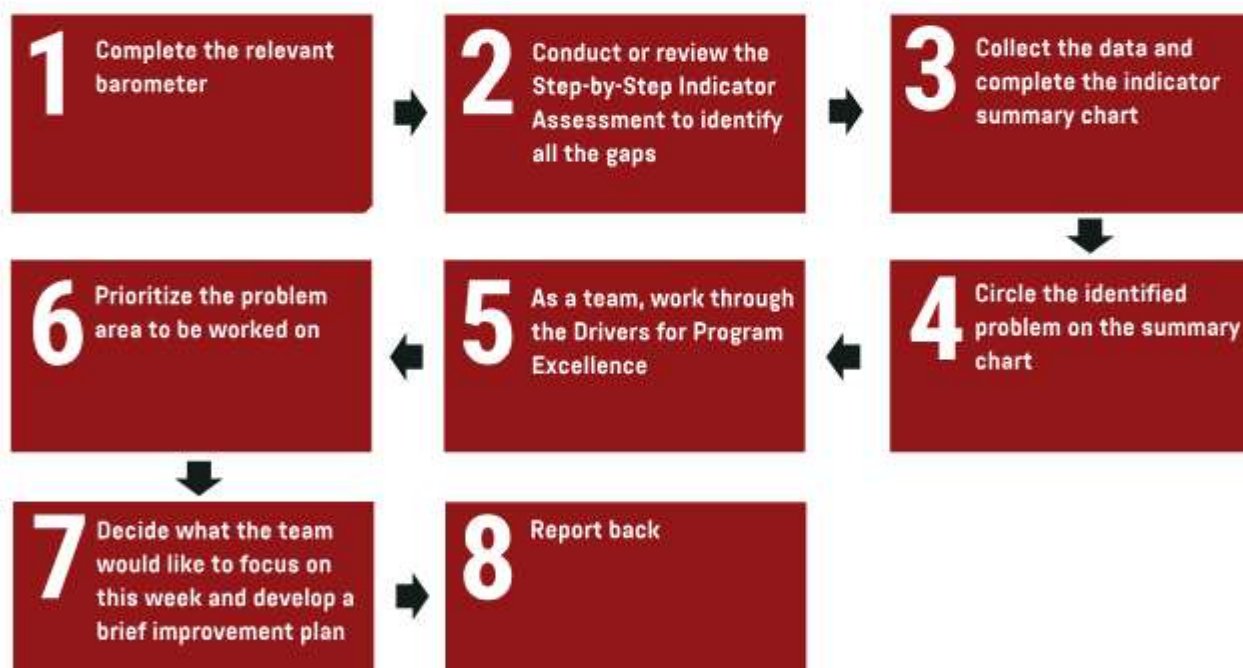 1
Complete the relevant
barometer
2
Conduct or review the
Step-by-Step Indicator
Assessment to identify
all the gaps
3
Collect the data and
complete the indicator
summary chart
4
Circle the identified
problem on the summary
chart
5
As a team, work through
the Drivers for Program
Excellence
6
Prioritize the problem
area to be worked on
7
Decide what the team
would like to focus on
this week and develop a
brief improvement plan
8
Report back